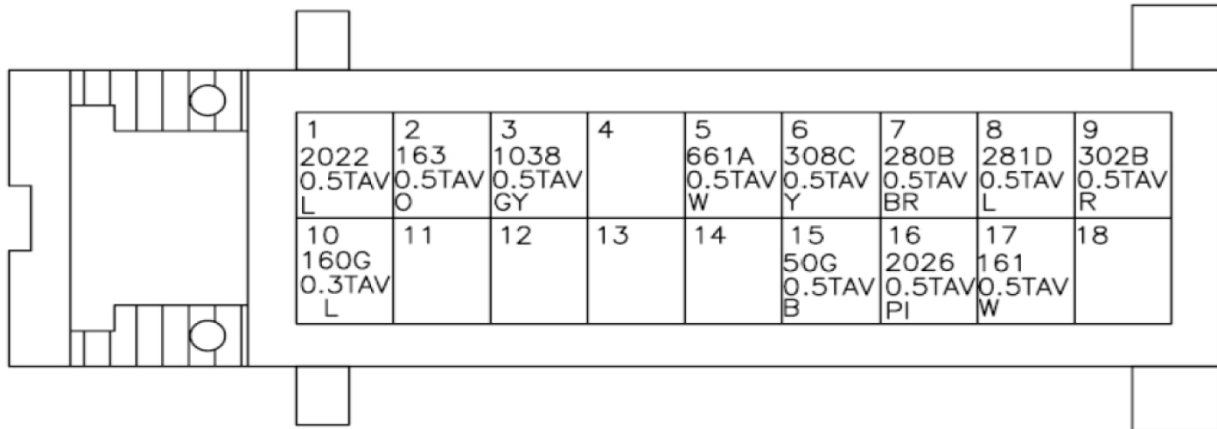 1
2022
0.5TAV
L
2
163
0.5TAV
O
3
1038
0.5TAV
GY
4
5
661A
0.5TAV
W
6
308C
0.5TAV
Y
7
280B
0.5TAV
BR
8
281D
0.5TAV
L
9
302B
0.5TAV
R
10
160G
0.3TAV
L
11
12
13
14
15
50G
0.5TAV
B
16
2026
0.5TAV
PI
17
161
0.5TAV
W
18